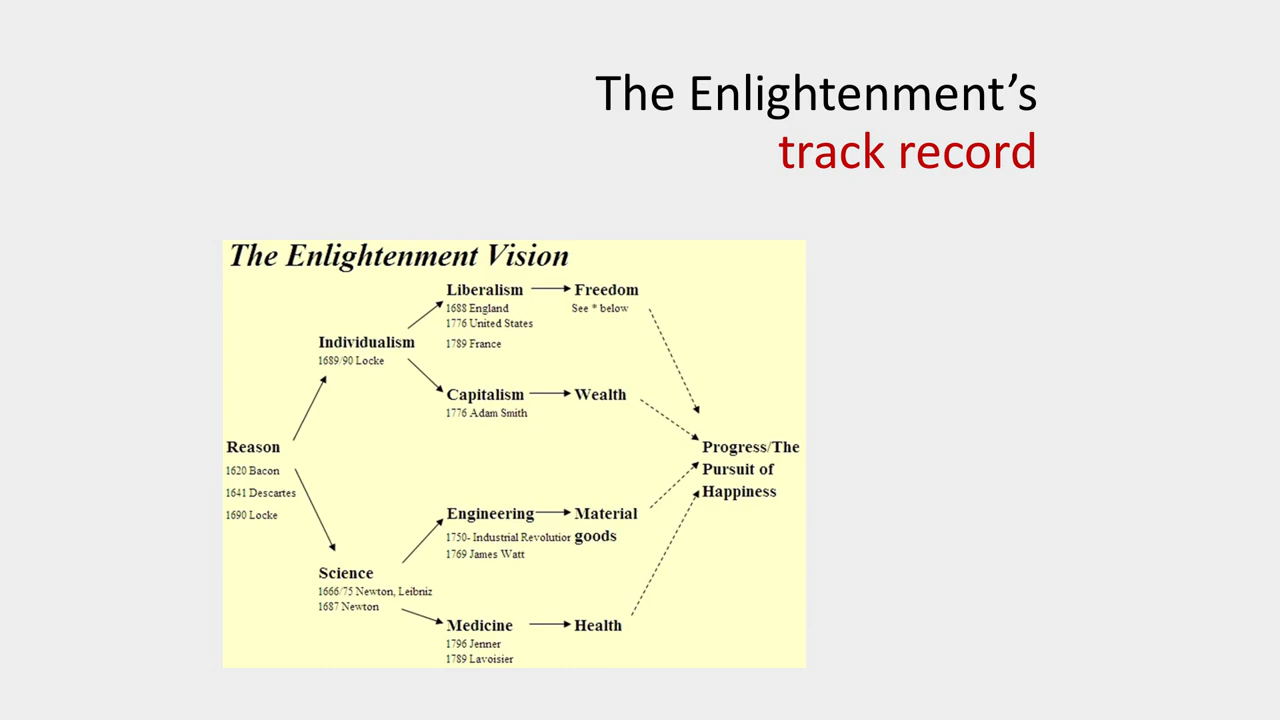 The Enlightenment’s
track record
The Enlightenment Vision
Liberalism
1688 England
1776 United States
1789 France
Freedom
See * below
Individualism
1689/90 Locke
Capitalism
1776 Adam Smith
Wealth
Reason
1620 Bacon
1641 Descartes
1690 Locke
Progress/The
Pursuit of
Happiness
Engineering
1750- Industrial Revolutior
1769 James Watt
Material
goods
Science
1666/75 Newton, Leibniz
1687 Newton
Medicine
1796 Jenner
1789 Lavoisier
Health